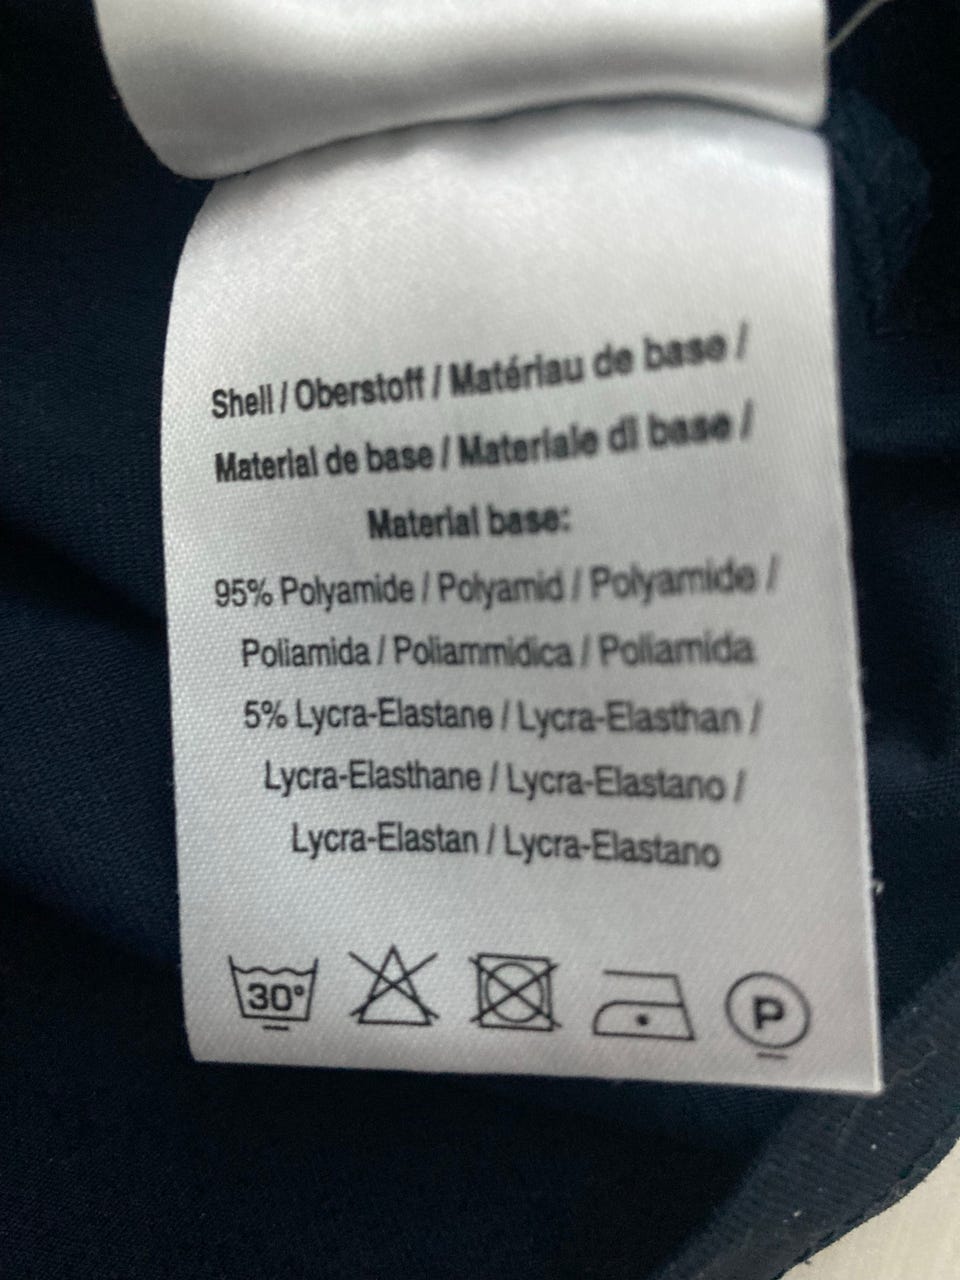 Shell / Oberstoff / Matériau de base /
Material de base / Materiale di base /
Material base:
95% Polyamide / Polyamid / Polyamide /
Poliamida / Poliammidica / Poliamida
5% Lycra-Elastane / Lycra-Elasthan /
Lycra-Elasthane / Lycra-Elastano /
Lycra-Elastan / Lycra-Elastano
30° P